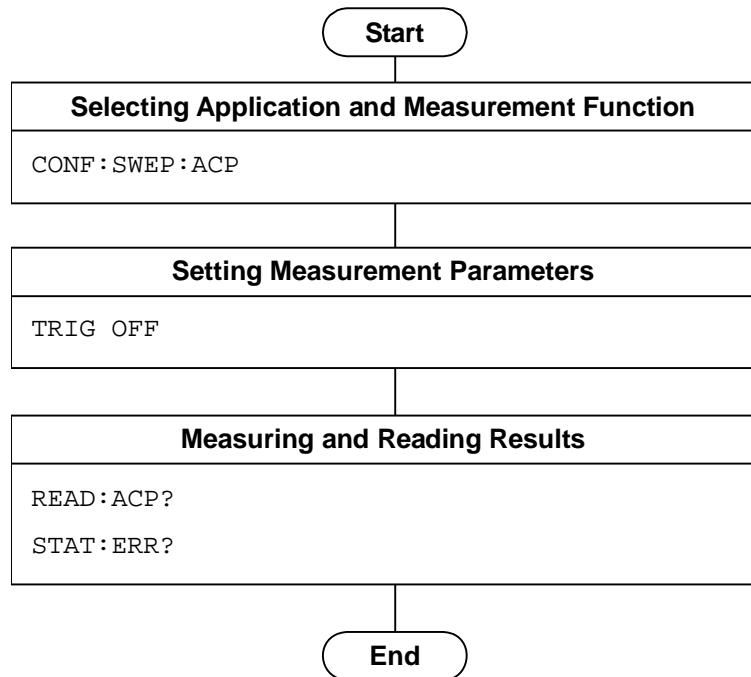 Start
Selecting Application and Measurement Function
CONF:SWEP:ACP
Setting Measurement Parameters
TRIG OFF
Measuring and Reading Results
READ:ACP?
STAT:ERR?
End